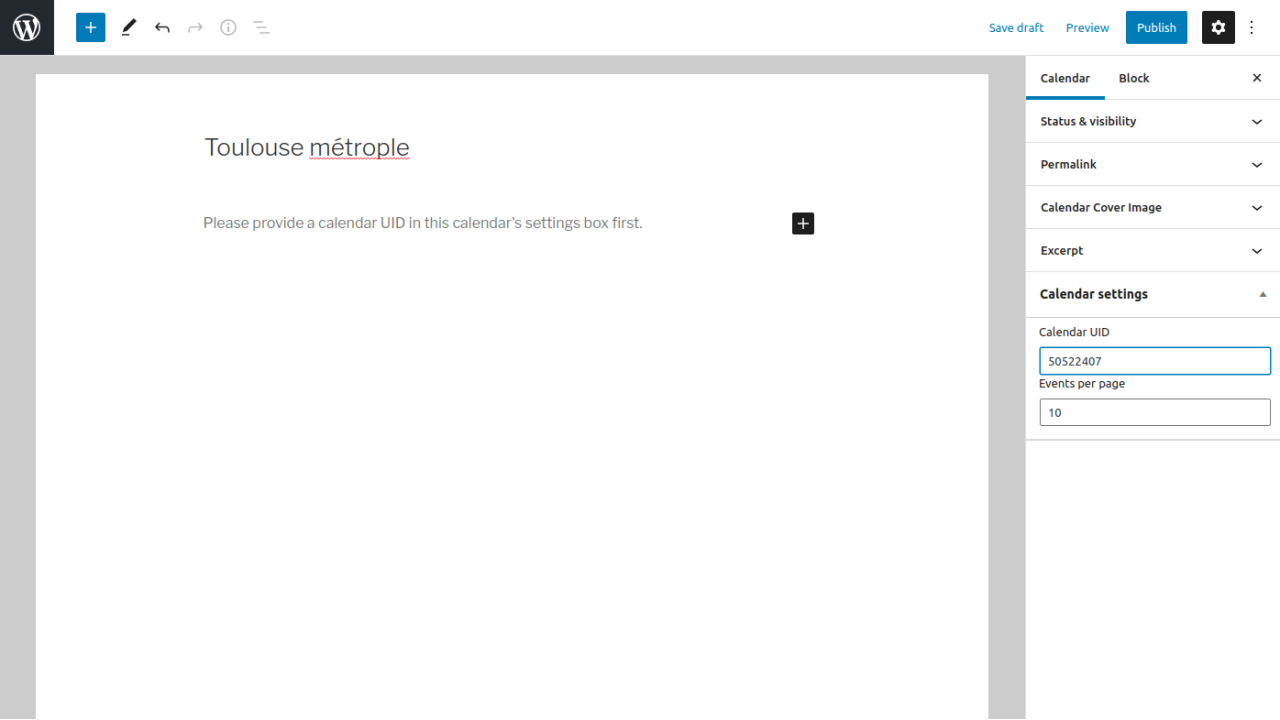 Save draft Preview Publish
Calendar Block
Status & visibility
Toulouse métrople
Permalink
Calendar Cover Image
Please provide a calendar UID in this calendar's settings box first.
Excerpt
Calendar settings
Calendar UID
50522407
Events per page
10